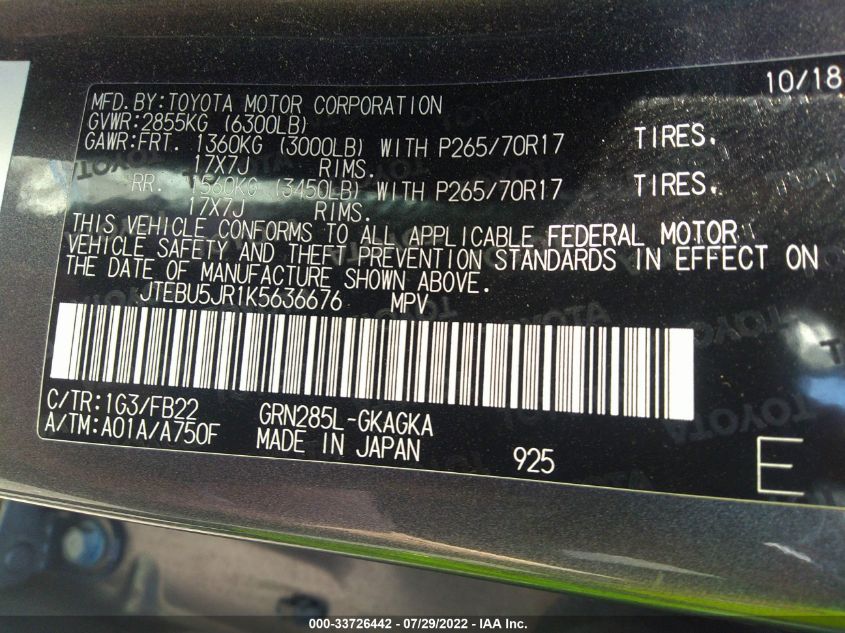 10/18
MFD. BY:TOYOTA MOTOR CORPORATION
GVWR:2855KG (6300LB)
GAWR:FRT. 1360KG (3000LB) WITH P265/70R17 TIRES.
17X7J RIMS.
RR. 1560KG (3450LB) WITH P265/70R17 TIRES.
17X7J RIMS.
THIS VEHICLE CONFORMS TO ALL APPLICABLE FEDERAL MOTOR
VEHICLE SAFETY AND THEFT PREVENTION STANDARDS IN EFFECT ON
THE DATE OF MANUFACTURE SHOWN ABOVE.
JTEBU5JR1K5636676 MPV
C/TR:1G3/FB22 GRN285L-GKAGKA
A/TM:A01A/A750F MADE IN JAPAN 925 E
000-33726442 - 07/29/2022 - IAA Inc.